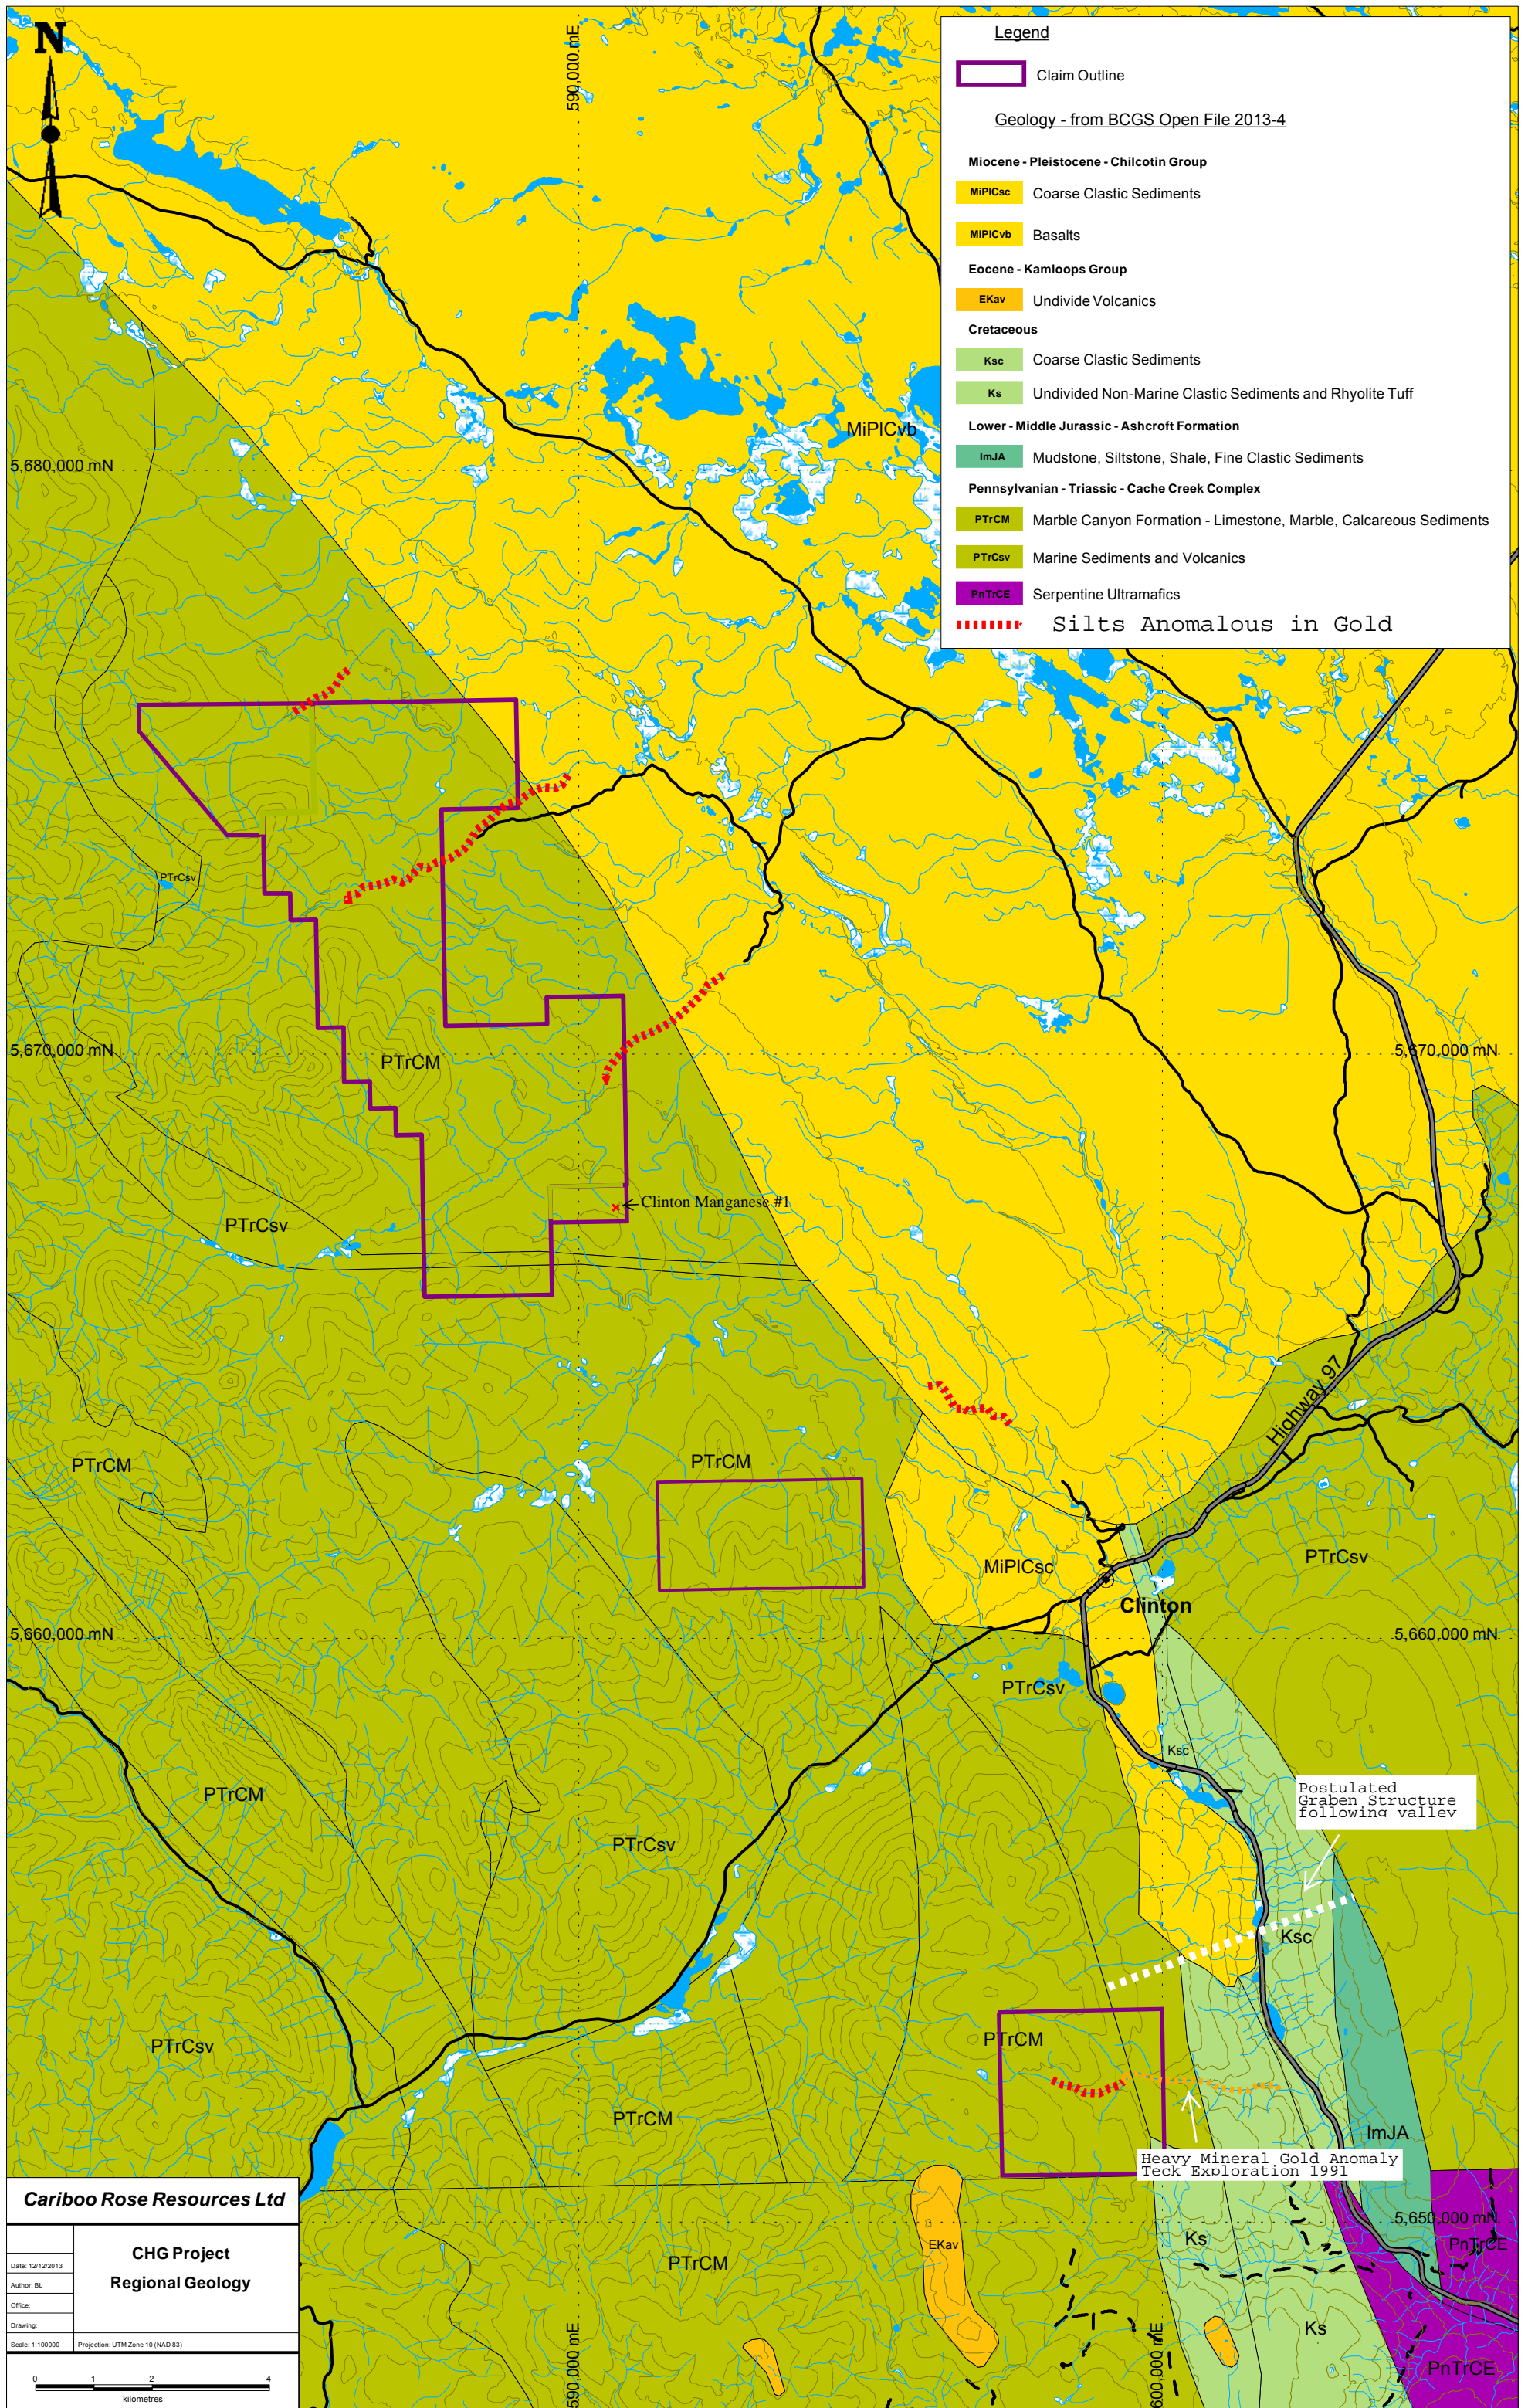 N
590,000 mE
Legend
Claim Outline
Geology - from BCGS Open File 2013-4
Miocene - Pleistocene - Chilcotin Group
MiPlCsc Coarse Clastic Sediments
MiPlCvb Basalts
Eocene - Kamloops Group
EKav Undivide Volcanics
Cretaceous
Ksc Coarse Clastic Sediments
Ks Undivided Non-Marine Clastic Sediments and Rhyolite Tuff
Lower - Middle Jurassic - Ashcroft Formation
lmJA Mudstone, Siltstone, Shale, Fine Clastic Sediments
Pennsylvanian - Triassic - Cache Creek Complex
PTrCM Marble Canyon Formation - Limestone, Marble, Calcareous Sediments
PTrCsv Marine Sediments and Volcanics
PnTrCE Serpentine Ultramafics
Silts Anomalous in Gold
MiPlCvb
5,680,000 mN
PTrCsv
5,670,000 mN
5,670,000 mN
PTrCM
Clinton Manganese #1
PTrCsv
Highway 97
PTrCM
PTrCM
PTrCsv
MiPlCsc
Clinton
5,660,000 mN
5,660,000 mN
PTrCsv
Ksc
PTrCM
Postulated
Graben Structure
following valley
PTrCsv
Ksc
PTrCsv
PTrCM
PTrCM
lmJA
Heavy Mineral Gold Anomaly
Teck Exploration 1991
5,650,000 mN
Ks
PnTrCE
EKav
PTrCM
Ks
PnTrCE
590,000 mE
600,000 mE
Cariboo Rose Resources Ltd
CHG Project
Regional Geology
Date: 12/12/2013
Author: BL
Office:
Drawing:
Scale: 1:100000 Projection: UTM Zone 10 (NAD 83)
0 1 2 4
kilometres